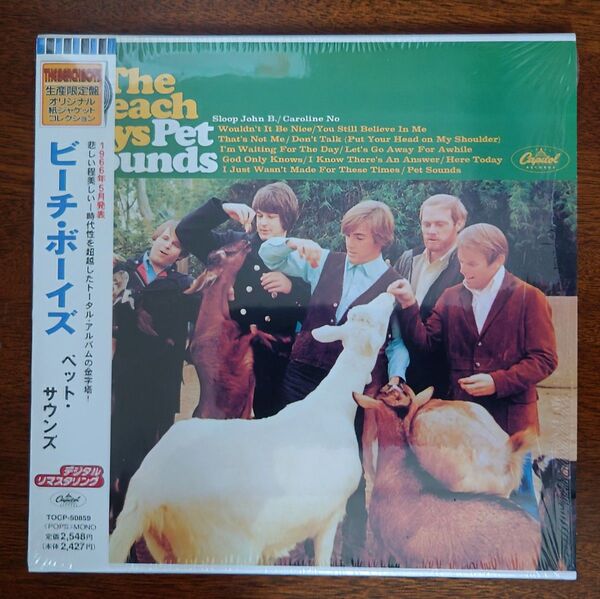 THE BEACH BOYS
生産限定盤
オリジナル
紙ジャケット
コレクション
1966年5月発表
悲しい程美しい―時代性を超越したトータル・アルバムの金字塔!
ビーチ・ボーイズ
ペット・
サウンズ
デジタル
リマスタリング
Capitol
TOCP-50859
(POPS)MONO
定価2,548円
(本体2,427円)
The
each
ys Pet
ounds
Sloop John B./Caroline No
Wouldn't It Be Nice/You Still Believe In Me
That's Not Me/Don't Talk (Put Your Head on My Shoulder)
I'm Waiting For The Day/Let's Go Away For Awhile
God Only Knows/I Know There's An Answer/Here Today
I Just Wasn't Made For These Times/Pet Sounds
Capitol
RECORDS